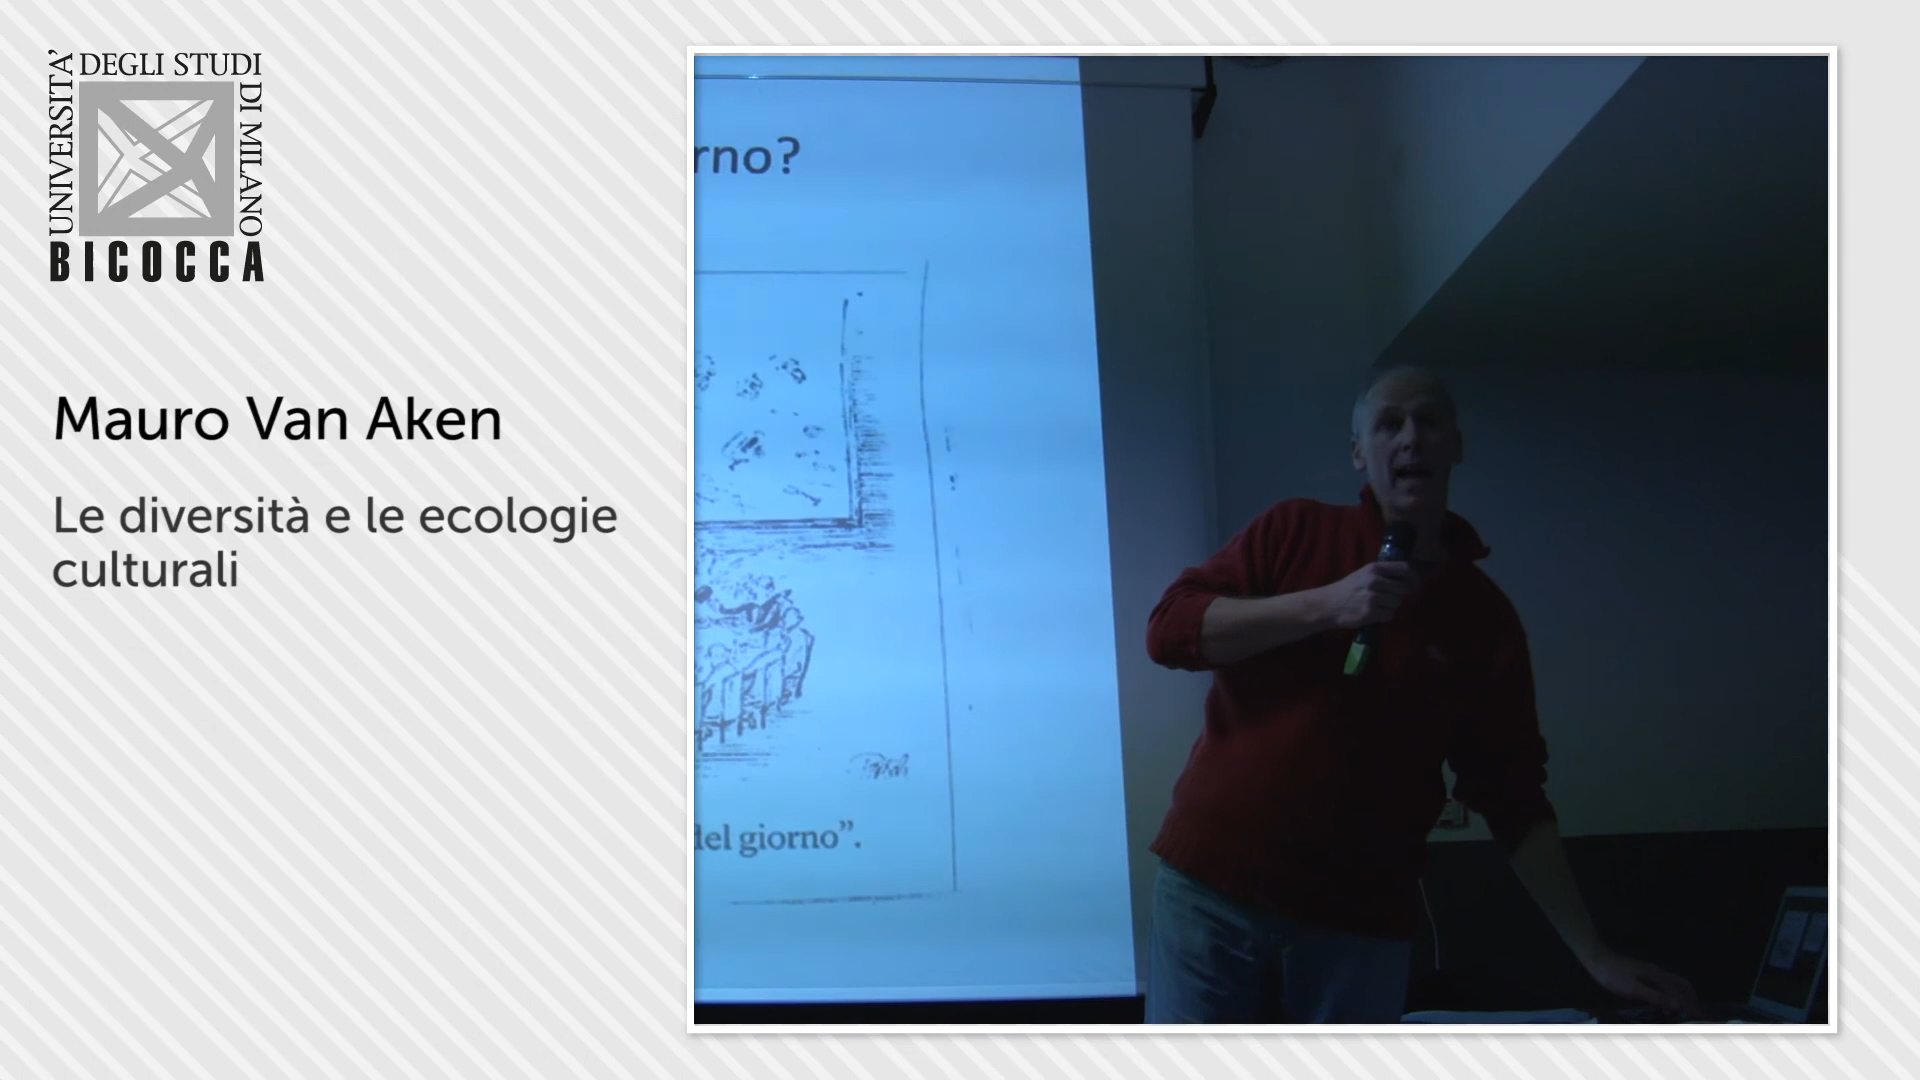 UNIVERSITA’
DEGLI STUDI
DI MILANO
BICOCCA
Mauro Van Aken
Le diversità e le ecologie
culturali
rno?
del giorno”.